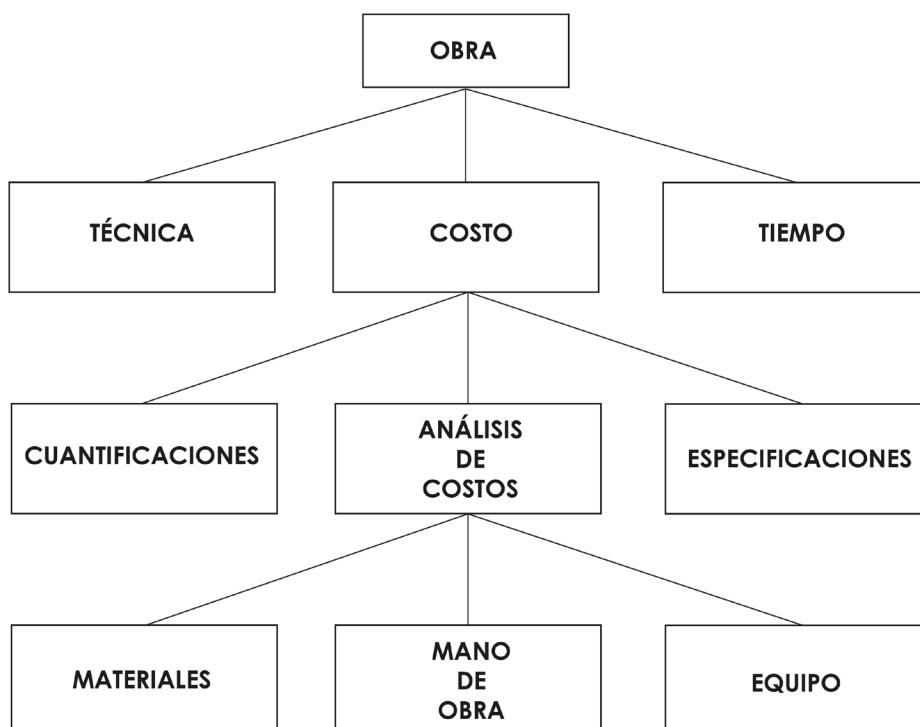 OBRA
TÉCNICA
COSTO
TIEMPO
CUANTIFICACIONES
ANÁLISIS
DE
COSTOS
ESPECIFICACIONES
MATERIALES
MANO
DE
OBRA
EQUIPO